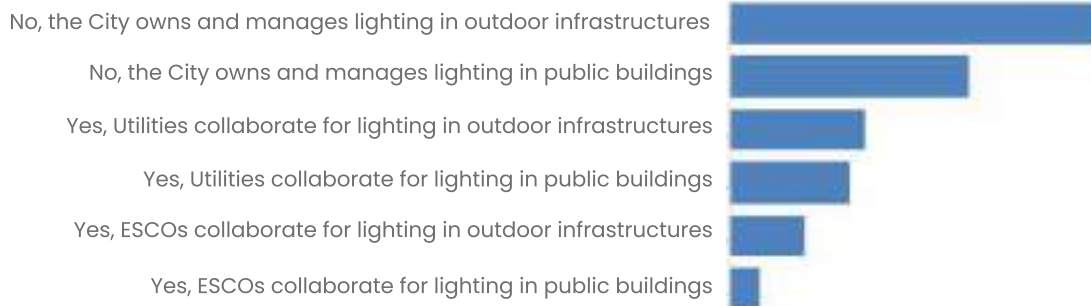 No, the City owns and manages lighting in outdoor infrastructures
No, the City owns and manages lighting in public buildings
Yes, Utilities collaborate for lighting in outdoor infrastructures
Yes, Utilities collaborate for lighting in public buildings
Yes, ESCOs collaborate for lighting in outdoor infrastructures
Yes, ESCOs collaborate for lighting in public buildings